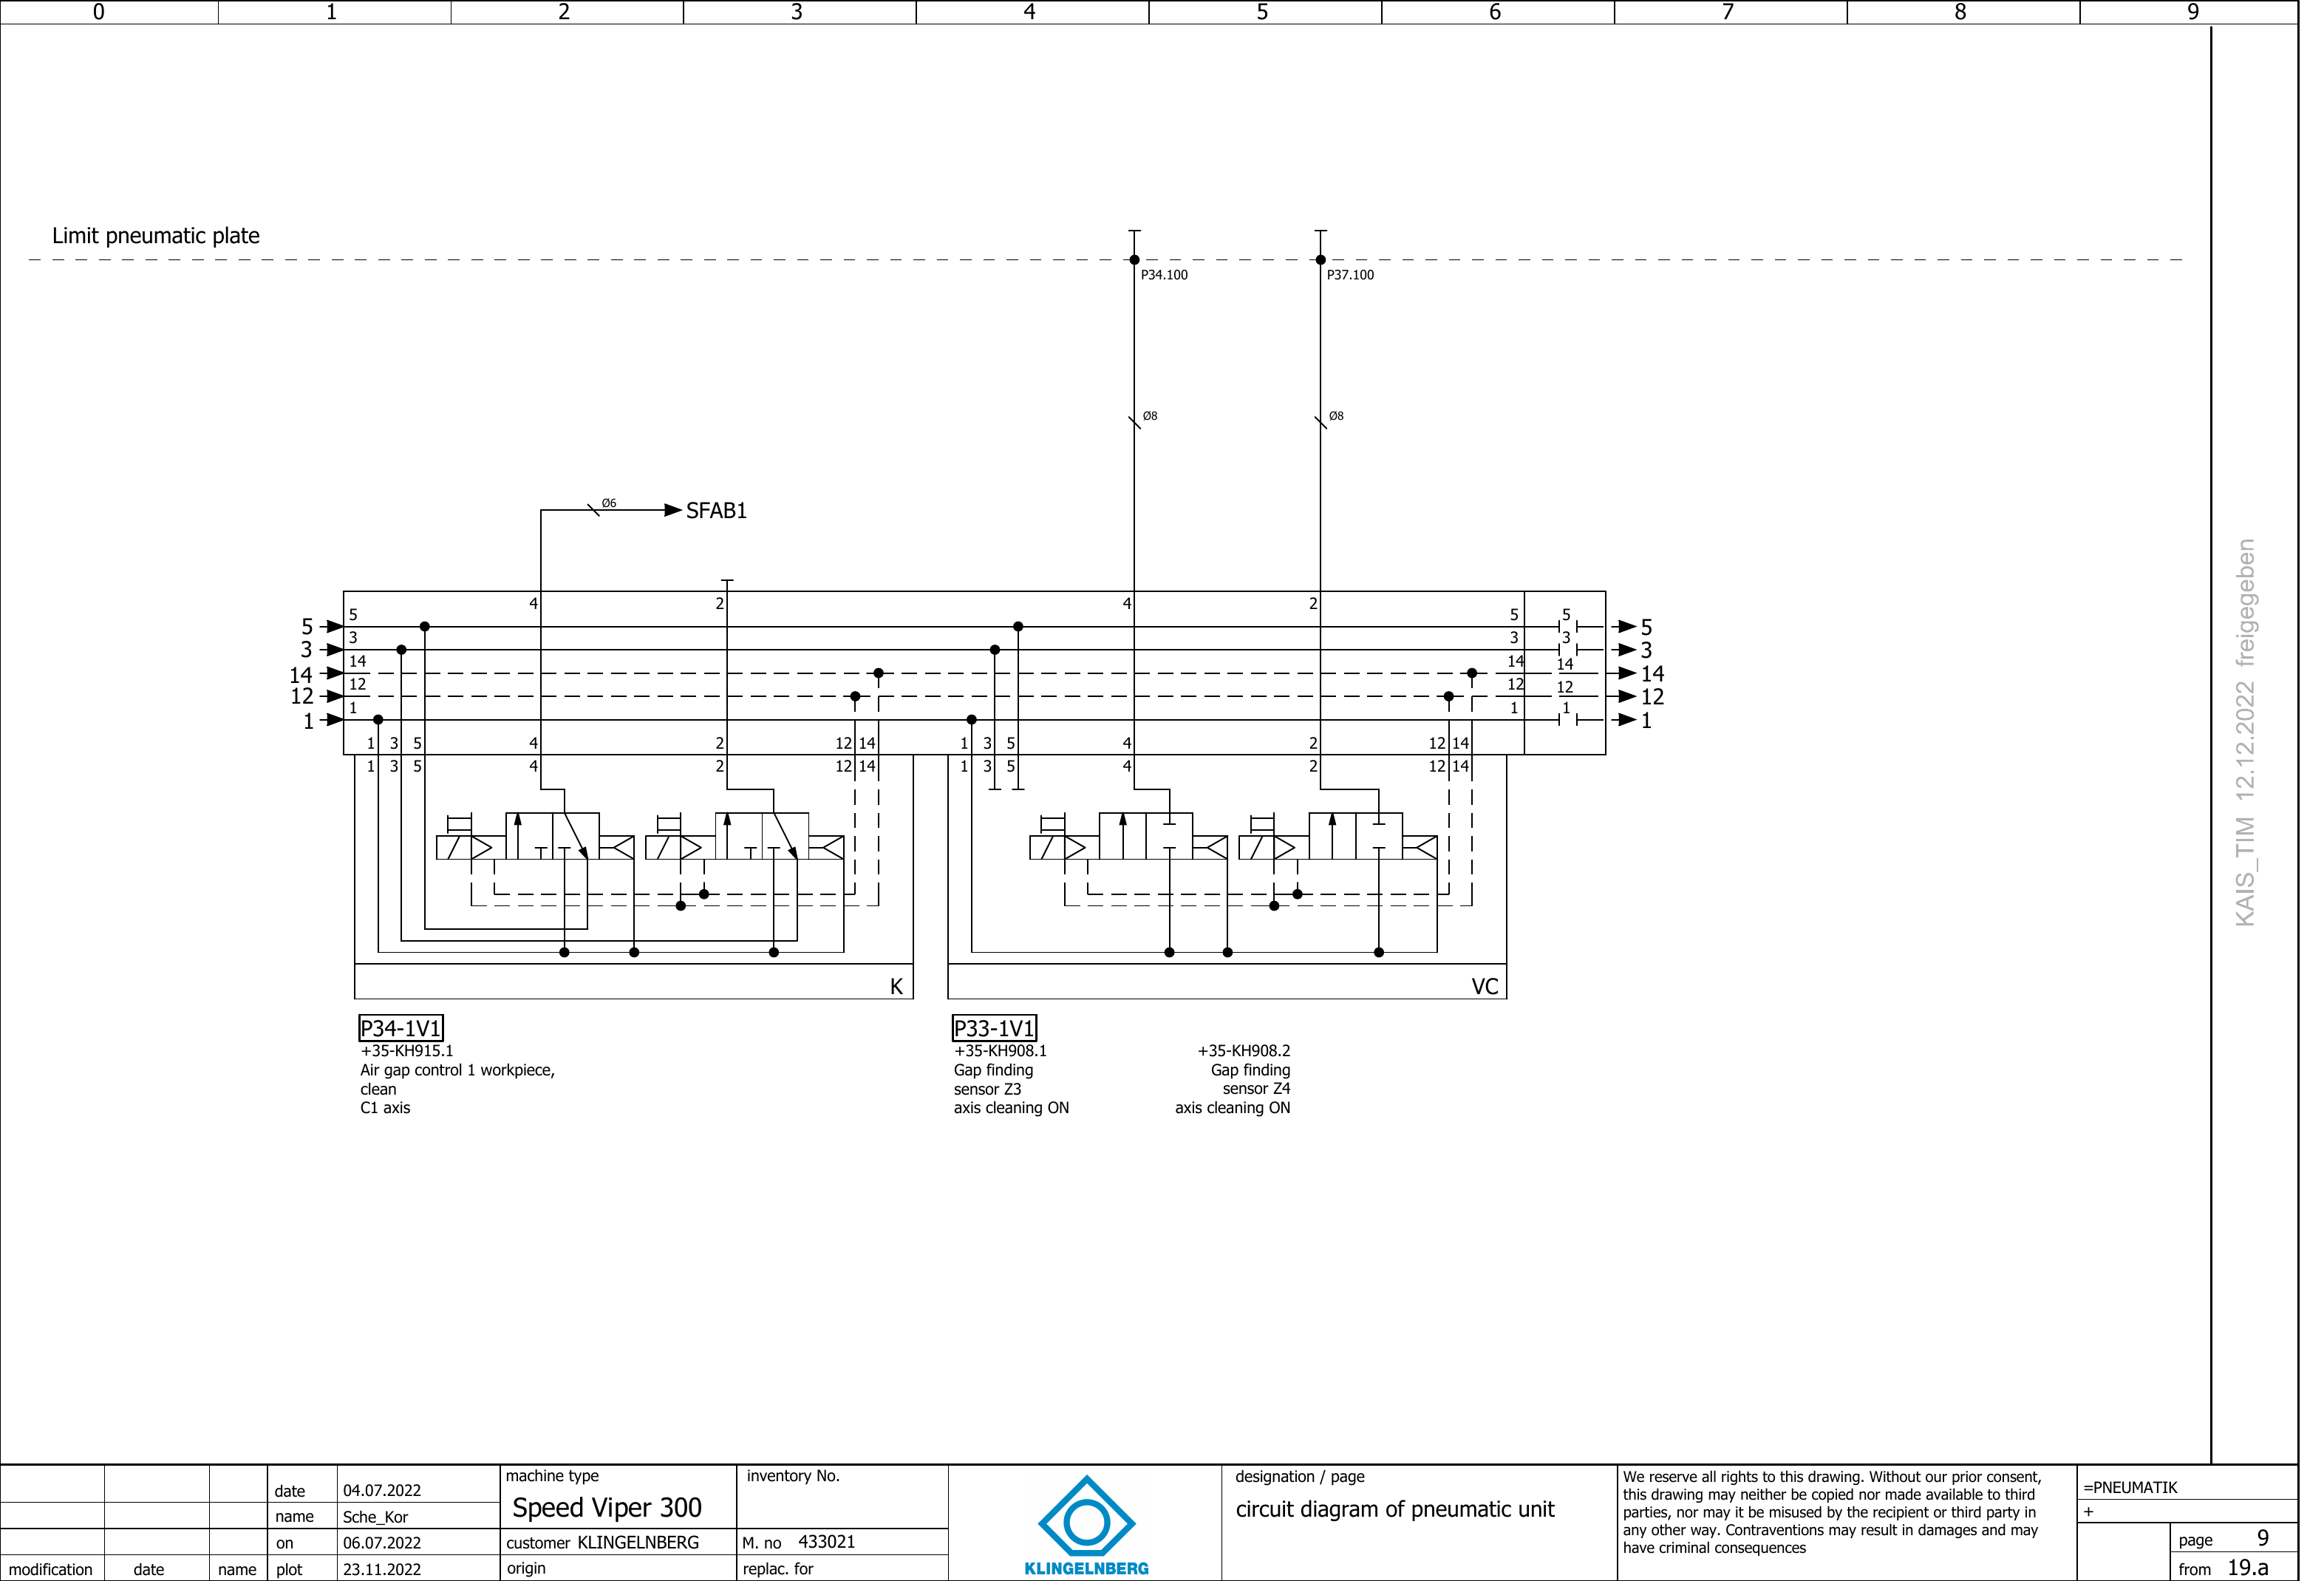 0 1 2 3 4 5 6 7 8 9
Limit pneumatic plate
P34.100 P37.100
Ø8 Ø8
Ø6 SFAB1
4 2 4 2
5 5 5 5 5
3 3 3 3 3
14 14 14 14 14
12 12 12 12 12
1 1 1 1 1
1 3 5 4 2 12 14 1 3 5 4 2 12 14
1 3 5 4 2 12 14 1 3 5 4 2 12 14
K VC
P34-1V1
+35-KH915.1
Air gap control 1 workpiece,
clean
C1 axis
P33-1V1
+35-KH908.1
Gap finding
sensor Z3
axis cleaning ON
+35-KH908.2
Gap finding
sensor Z4
axis cleaning ON
KAIS_TIM 12.12.2022 freigegeben
modification date name
date 04.07.2022
name Sche_Kor
on 06.07.2022
plot 23.11.2022
machine type
Speed Viper 300
customer KLINGELNBERG
origin
inventory No.
M. no 433021
replac. for
KLINGELNBERG
designation / page
circuit diagram of pneumatic unit
We reserve all rights to this drawing. Without our prior consent,
this drawing may neither be copied nor made available to third
parties, nor may it be misused by the recipient or third party in
any other way. Contraventions may result in damages and may
have criminal consequences
=PNEUMATIK
+
page 9
from 19.a